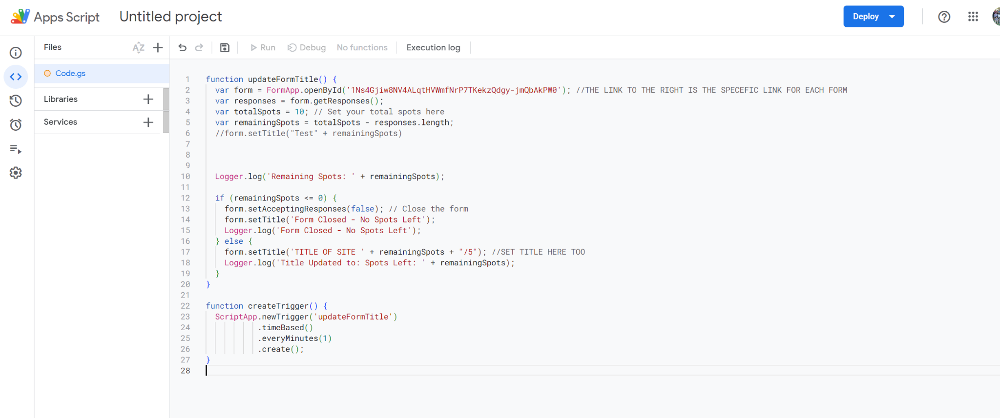 Apps Script
Untitled project
Deploy
Files
AZ
Run
Debug
No functions
Execution log
Code.gs
Libraries
Services
1 function updateFormTitle() {
2 var form = FormApp.openById('1Ns4Gjiw8NV4ALqtHVWmfNrP7TKekzQdgy-jmQbAkPW0'); //THE LINK TO THE RIGHT IS THE SPECEFIC LINK FOR EACH FORM
3 var responses = form.getResponses();
4 var totalSpots = 10; // Set your total spots here
5 var remainingSpots = totalSpots - responses.length;
6 //form.setTitle("Test" + remainingSpots)
7
8
9
10 Logger.log('Remaining Spots: ' + remainingSpots);
11
12 if (remainingSpots <= 0) {
13 form.setAcceptingResponses(false); // Close the form
14 form.setTitle('Form Closed - No Spots Left');
15 Logger.log('Form Closed - No Spots Left');
16 } else {
17 form.setTitle('TITLE OF SITE ' + remainingSpots + "/5"); //SET TITLE HERE TOO
18 Logger.log('Title Updated to: Spots Left: ' + remainingSpots);
19 }
20 }
21
22 function createTrigger() {
23 ScriptApp.newTrigger('updateFormTitle')
24 .timeBased()
25 .everyMinutes(1)
26 .create();
27 }
28